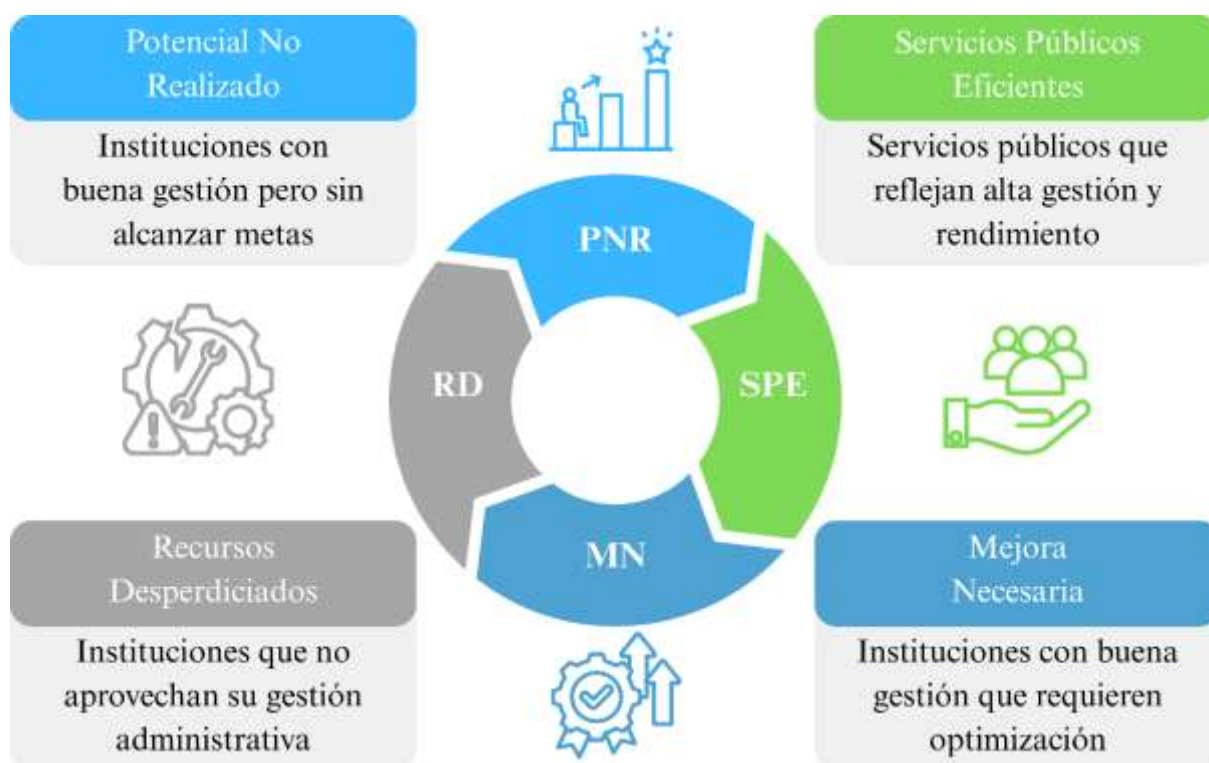 Potencial No
Realizado
Instituciones con
buena gestión pero sin
alcanzar metas
Servicios Públicos
Eficientes
Servicios públicos que
reflejan alta gestión y
rendimiento
PNR
RD
SPE
MN
Recursos
Desperdiciados
Instituciones que no
aprovechan su gestión
administrativa
Mejora
Necesaria
Instituciones con buena
gestión que requieren
optimización